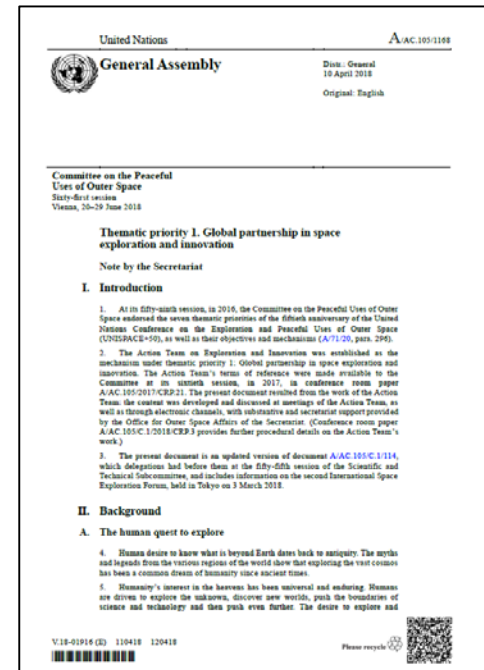 United Nations
A/AC.105/1168
General Assembly
Distr.: General
10 April 2018
Original: English
Committee on the Peaceful
Uses of Outer Space
Sixty-first session
Vienna, 20–29 June 2018
Thematic priority 1. Global partnership in space
exploration and innovation
Note by the Secretariat
I. Introduction
1. At its fifty-ninth session, in 2016, the Committee on the Peaceful Uses of Outer
Space endorsed the seven thematic priorities of the fiftieth anniversary of the United
Nations Conference on the Exploration and Peaceful Uses of Outer Space
(UNISPACE+50), as well as their objectives and mechanisms (A/71/20, para. 296).
2. The Action Team on Exploration and Innovation was established as the
mechanism under thematic priority 1: Global partnership in space exploration and
innovation. The Action Team's terms of reference were made available to the
Committee at its sixtieth session, in 2017, in conference room paper
A/AC.105/2017/CRP.21. The present document resulted from the work of the Action
Team: the content was developed and discussed at meetings of the Action Team, as
well as through electronic channels, with substantive and secretariat support provided
by the Office for Outer Space Affairs of the Secretariat. (Conference room paper
A/AC.105/C.1/2018/CRP.3 provides further procedural details on the Action Team's
work.)
3. The present document is an updated version of document A/AC.105/C.1/114,
which delegations had before them at the fifty-fifth session of the Scientific and
Technical Subcommittee, and includes information on the second International Space
Exploration Forum, held in Tokyo on 3 March 2018.
II. Background
A. The human quest to explore
4. Human desire to know what is beyond Earth dates back to antiquity. The myths
and legends from the various regions of the world show that exploring the vast cosmos
has been a common dream of humanity since ancient times.
5. Humanity's interest in the heavens has been universal and enduring. Humans
are driven to explore the unknown, discover new worlds, push the boundaries of
science and technology and then push even further. The desire to explore and
V.18-01916 (E) 110418 120418
Please recycle